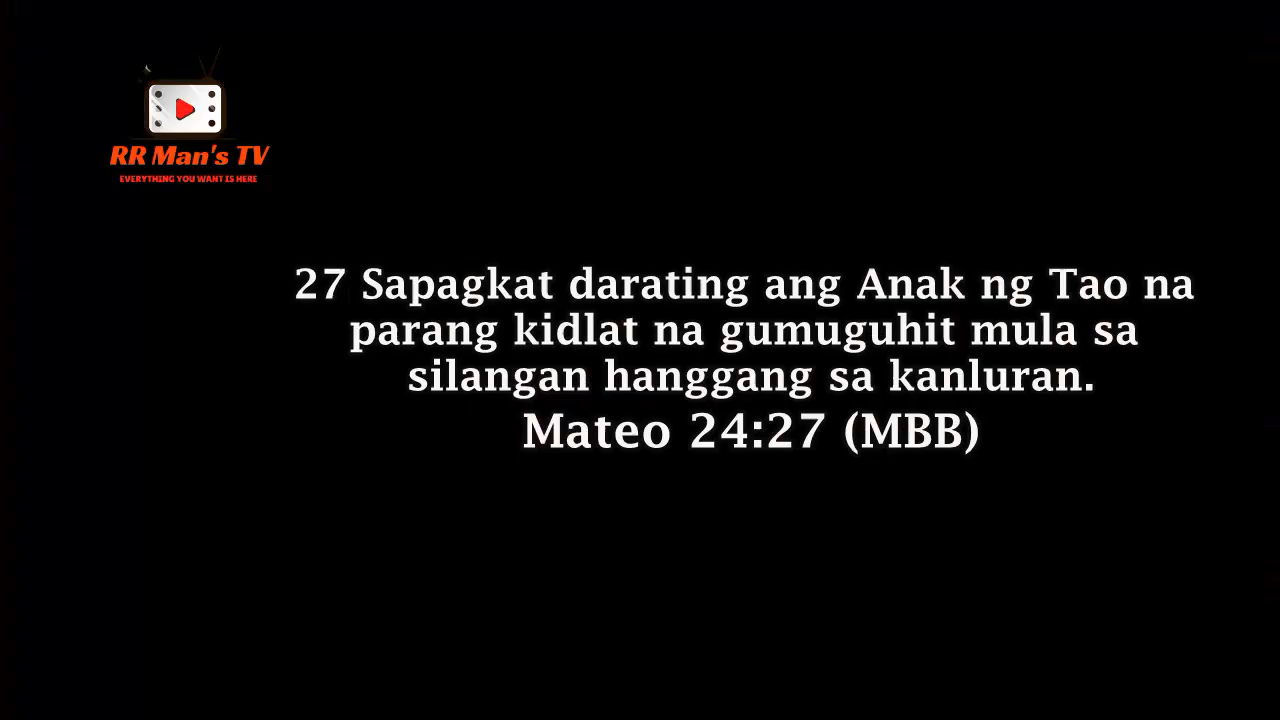 RR Man's TV
EVERYTHING YOU WANT IS HERE
27 Sapagkat darating ang Anak ng Tao na
parang kidlat na gumuguhit mula sa
silangan hanggang sa kanluran.
Mateo 24:27 (MBB)